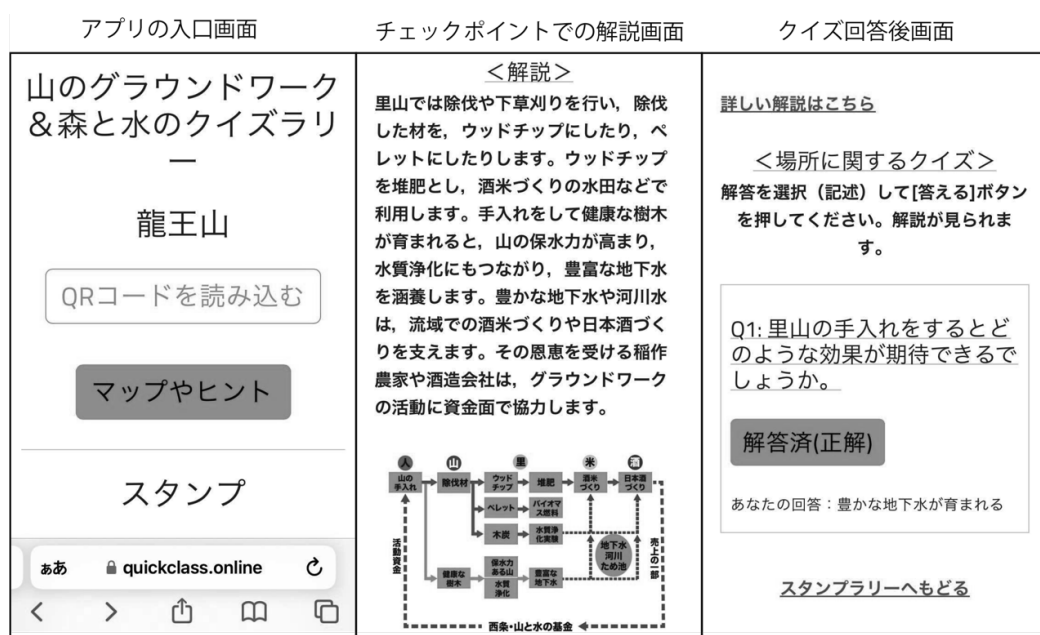 アプリの入口画面
チェックポイントでの解説画面
クイズ回答後画面
山のグラウンドワーク
＆森と水のクイズラリ
ー
龍王山
QRコードを読み込む
マップやヒント
スタンプ
ぁあ
quickclass.online
＜解説＞
里山では除伐や下草刈りを行い，除伐
した材を，ウッドチップにしたり，ペ
レットにしたりします。ウッドチップ
を堆肥とし，酒米づくりの水田などで
利用します。手入れをして健康な樹木
が育まれると，山の保水力が高まり，
水質浄化にもつながり，豊富な地下水
を涵養します。豊かな地下水や河川水
は，流域での酒米づくりや日本酒づく
りを支えます。その恩恵を受ける稲作
農家や酒造会社は，グラウンドワーク
の活動に資金面で協力します。
人
山
里
米
酒
山の
手入れ
除伐材
ウッド
チップ
堆肥
酒米
づくり
日本酒
づくり
ペレット
バイオマ
ス燃料
木炭
水質浄
化実験
地下水
河川
ため池
健康な
樹木
保水力
ある山
水質
浄化
豊富な
地下水
活動資金
売上の一部
西条・山と水の基金
詳しい解説はこちら
＜場所に関するクイズ＞
解答を選択（記述）して[答える]ボタン
を押してください。解説が見られま
す。
Q1: 里山の手入れをするとど
のような効果が期待できるで
しょうか。
解答済(正解)
あなたの回答：豊かな地下水が育まれる
スタンプラリーへもどる